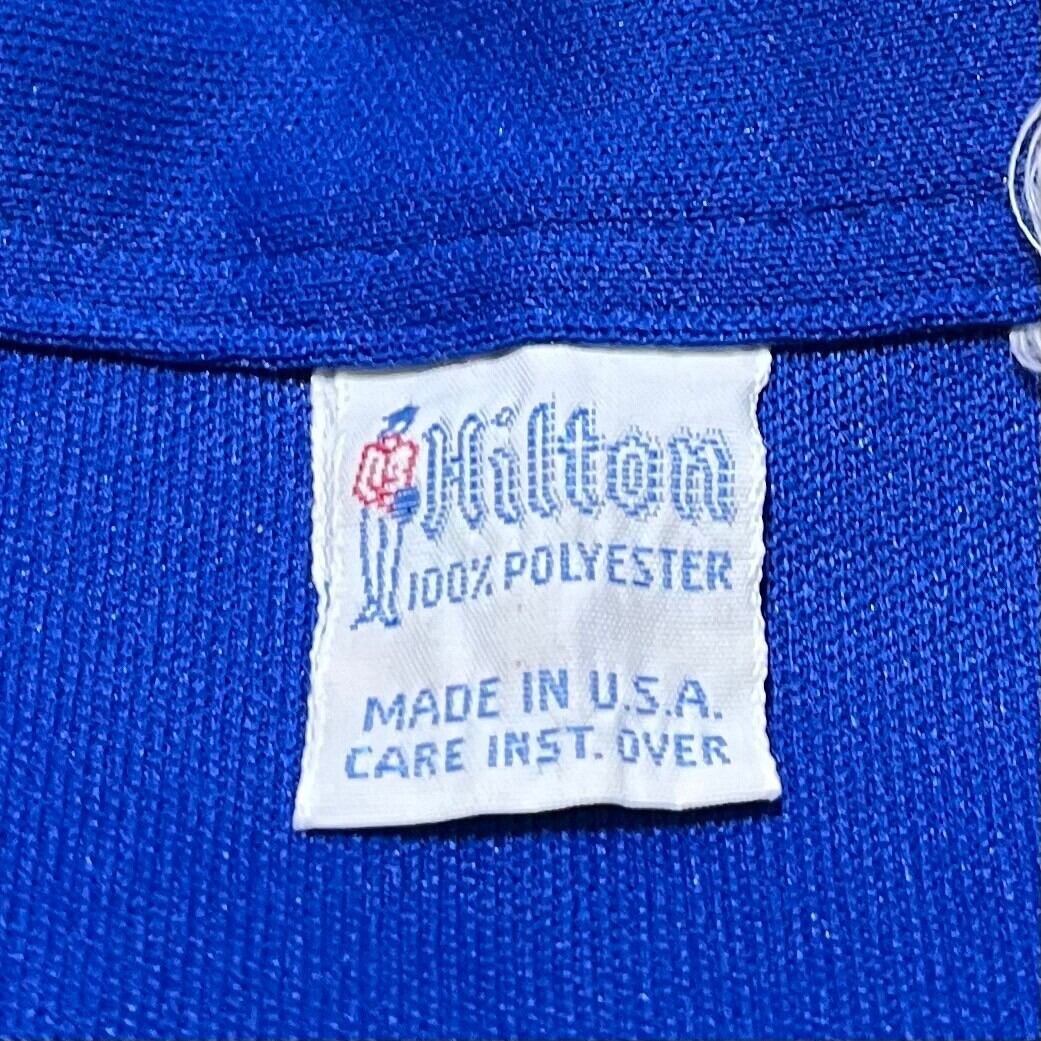 Hilton
100% POLYESTER
MADE IN U.S.A.
CARE INST. OVER